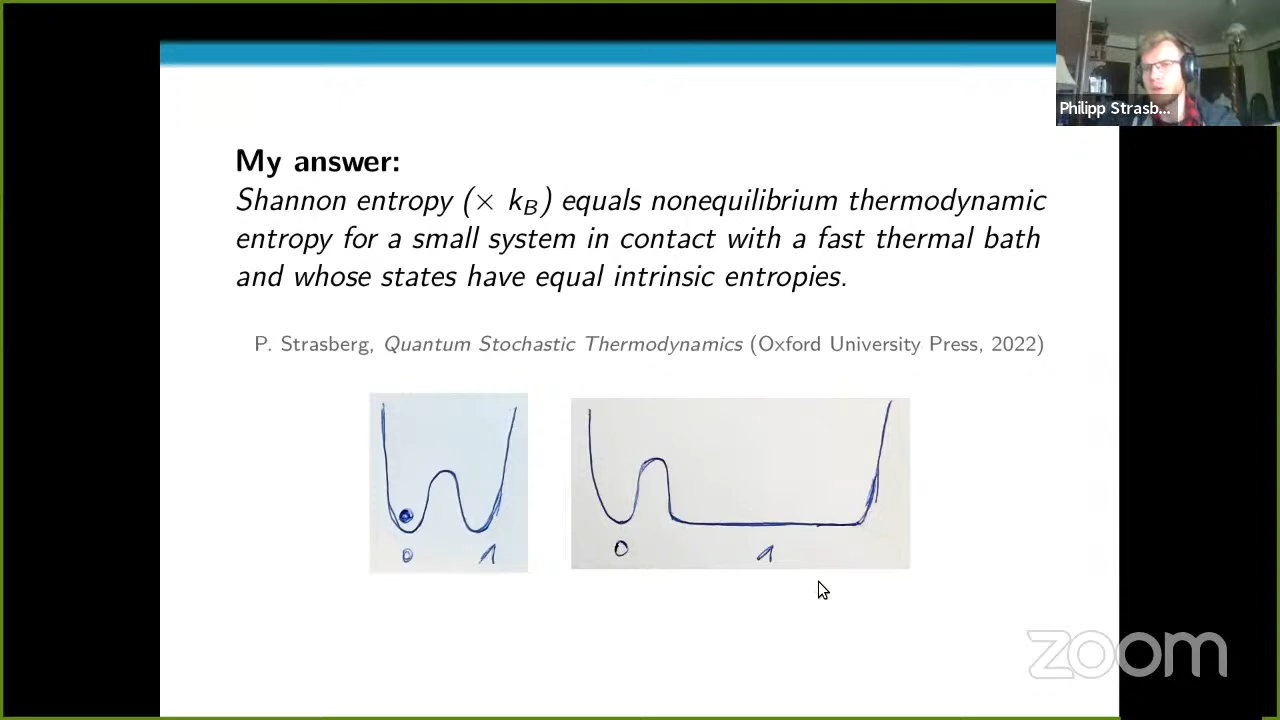 Philipp Strasb...
My answer:
Shannon entropy (× k_B) equals nonequilibrium thermodynamic
entropy for a small system in contact with a fast thermal bath
and whose states have equal intrinsic entropies.
P. Strasberg, Quantum Stochastic Thermodynamics (Oxford University Press, 2022)
0 1
0 1
zoom